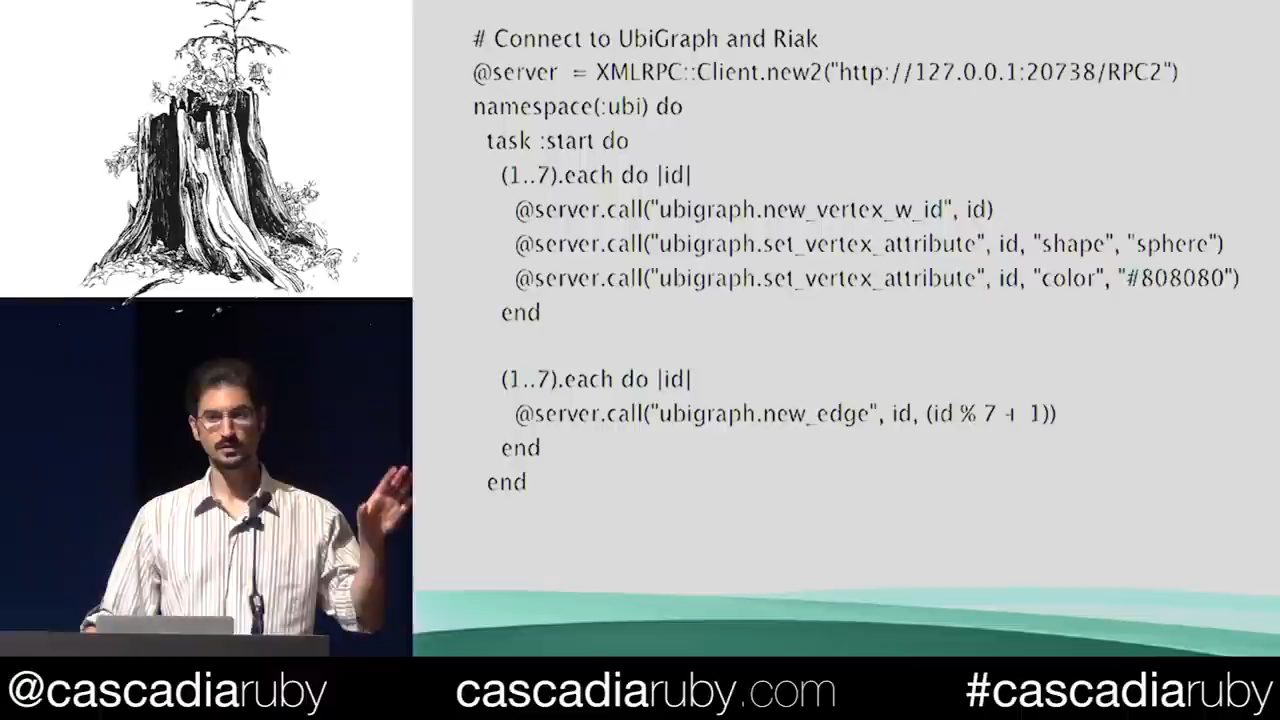 # Connect to UbiGraph and Riak
@server = XMLRPC::Client.new2("http://127.0.0.1:20738/RPC2")
namespace(:ubi) do
task :start do
(1..7).each do |id|
@server.call("ubigraph.new_vertex_w_id", id)
@server.call("ubigraph.set_vertex_attribute", id, "shape", "sphere")
@server.call("ubigraph.set_vertex_attribute", id, "color", "#808080")
end
(1..7).each do |id|
@server.call("ubigraph.new_edge", id, (id % 7 + 1))
end
end
@cascadiaruby cascadiaruby.com #cascadiaruby